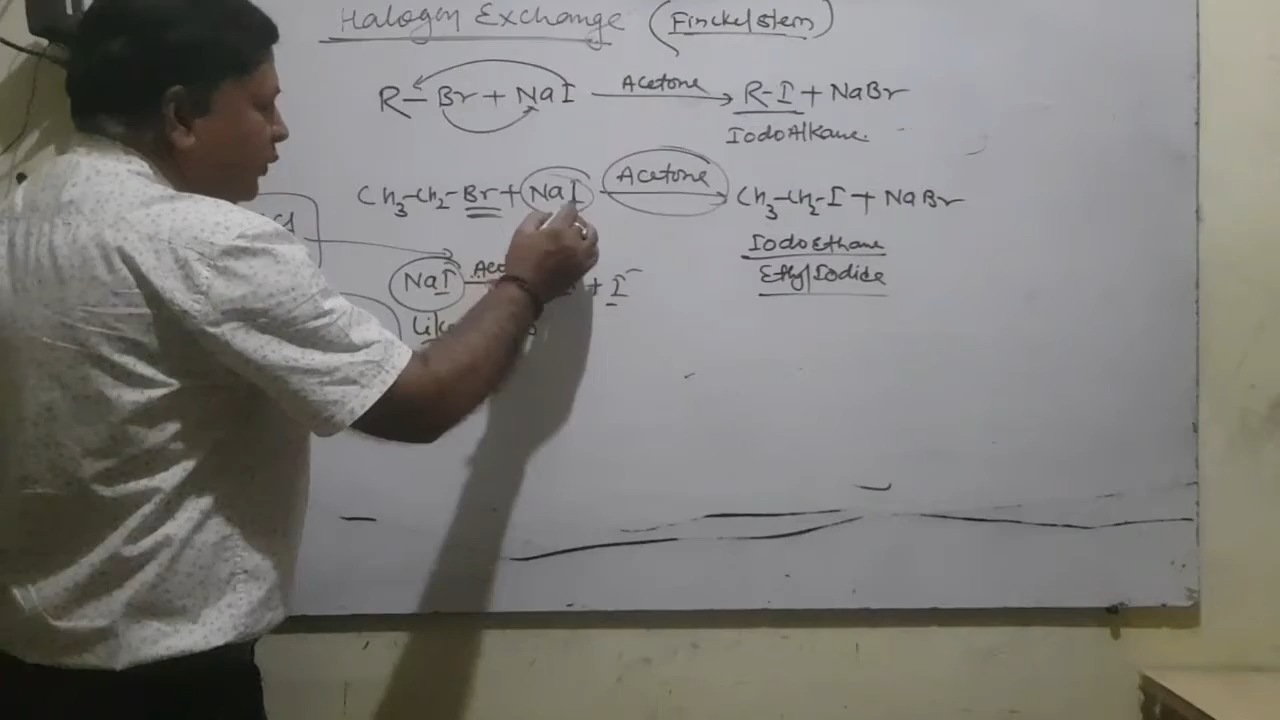 Halogen Exchange (Finckelstein)
R-Br + NaI Acetone R-I + NaBr
IodoAlkane
CH3-CH2-Br + NaI Acetone CH3-CH2-I + NaBr
IodoEthane
Ethyl Iodide
NaI + I-